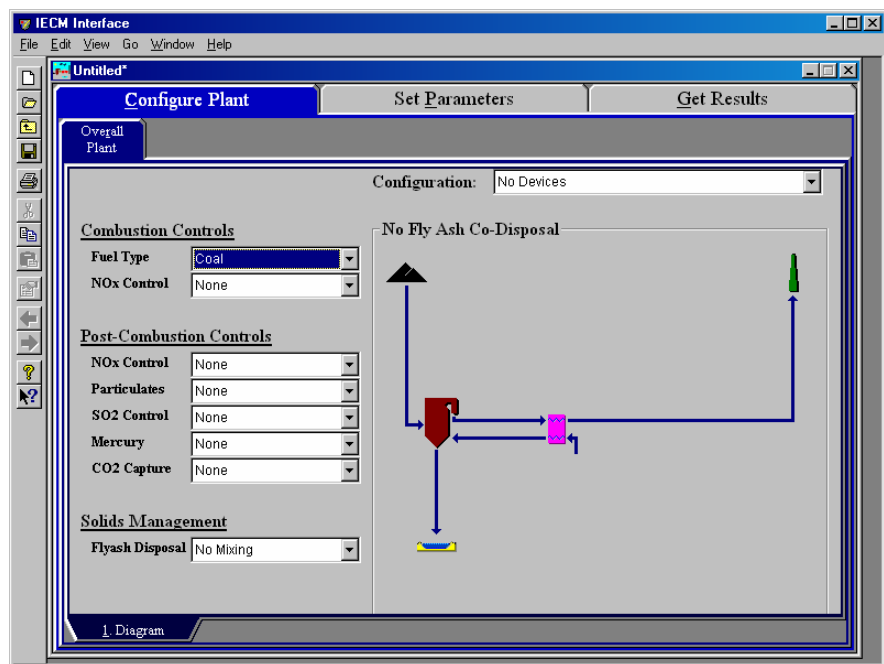 IECM Interface
File Edit View Go Window Help
Untitled*
Configure Plant Set Parameters Get Results
Overall
Plant
Configuration: No Devices
Combustion Controls
Fuel Type Coal
NOx Control None
Post-Combustion Controls
NOx Control None
Particulates None
SO2 Control None
Mercury None
CO2 Capture None
Solids Management
Flyash Disposal No Mixing
No Fly Ash Co-Disposal
1. Diagram